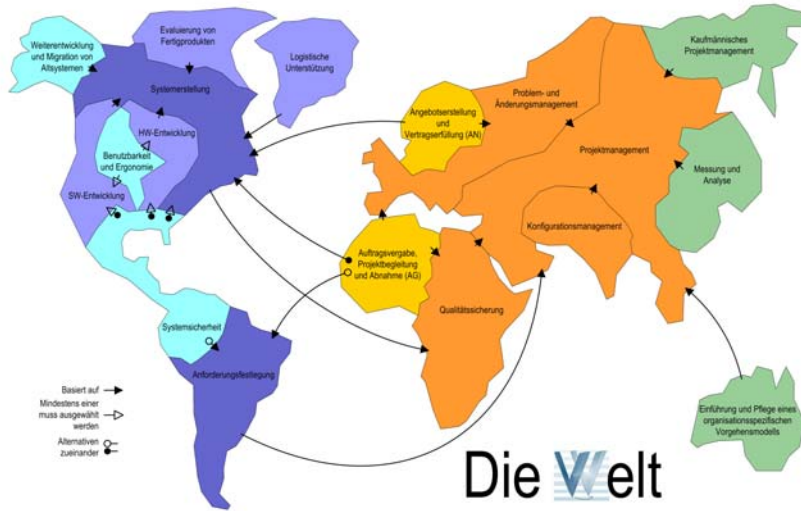 Weiterentwicklung
und Migration von
Altsystemen
Evaluierung von
Fertigprodukten
Logistische
Unterstützung
Systemerstellung
HW-Entwicklung
Benutzbarkeit
und Ergonomie
SW-Entwicklung
Kaufmännisches
Projektmanagement
Problem- und
Änderungsmanagement
Angebotserstellung
und
Vertragserfüllung (AN)
Projektmanagement
Messung und
Analyse
Konfigurationsmanagement
Auftragsvergabe,
Projektbegleitung
und Abnahme (AG)
Qualitätssicherung
Systemsicherheit
Anforderungsfestlegung
Einführung und Pflege eines
organisationsspezifischen
Vorgehensmodells
Basiert auf
Mindestens einer
muss ausgewählt
werden
Alternativen
zueinander
Die Welt